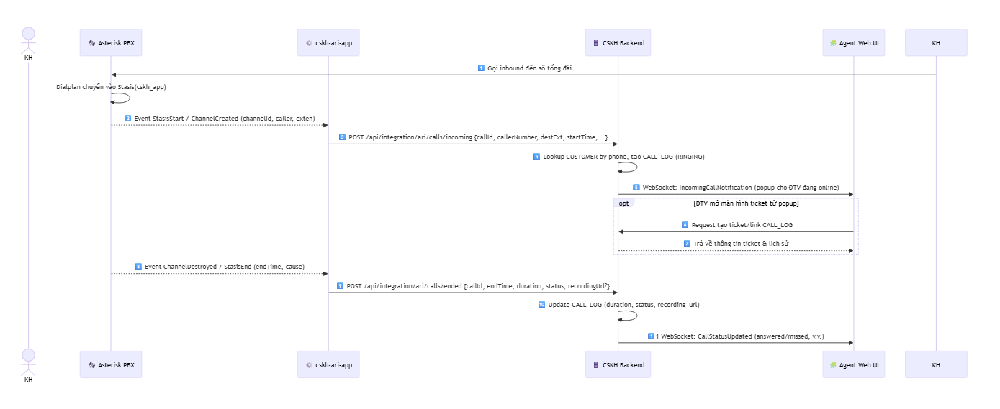 KH
Asterisk PBX
cskh-ari-app
CSKH Backend
Agent Web UI
KH
1 Gọi inbound đến số tổng đài
Dialplan chuyển vào Stasis(cskh_app)
2 Event StasisStart / ChannelCreated (channelId, caller, exten)
3 POST /api/integration/ari/calls/incoming {callId, callerNumber, destExt, startTime,...}
4 Lookup CUSTOMER by phone, tạo CALL_LOG (RINGING)
5 WebSocket: IncomingCallNotification (popup cho ĐTV đang online)
opt
[ĐTV mở màn hình ticket từ popup]
6 Request tạo ticket/link CALL_LOG
7 Trả về thông tin ticket & lịch sử
8 Event ChannelDestroyed / StasisEnd (endTime, cause)
9 POST /api/integration/ari/calls/ended {callId, endTime, duration, status, recordingUrl?}
10 Update CALL_LOG (duration, status, recording_url)
1 1 WebSocket: CallStatusUpdated (answered/missed, v.v.)
KH
Asterisk PBX
cskh-ari-app
CSKH Backend
Agent Web UI
KH